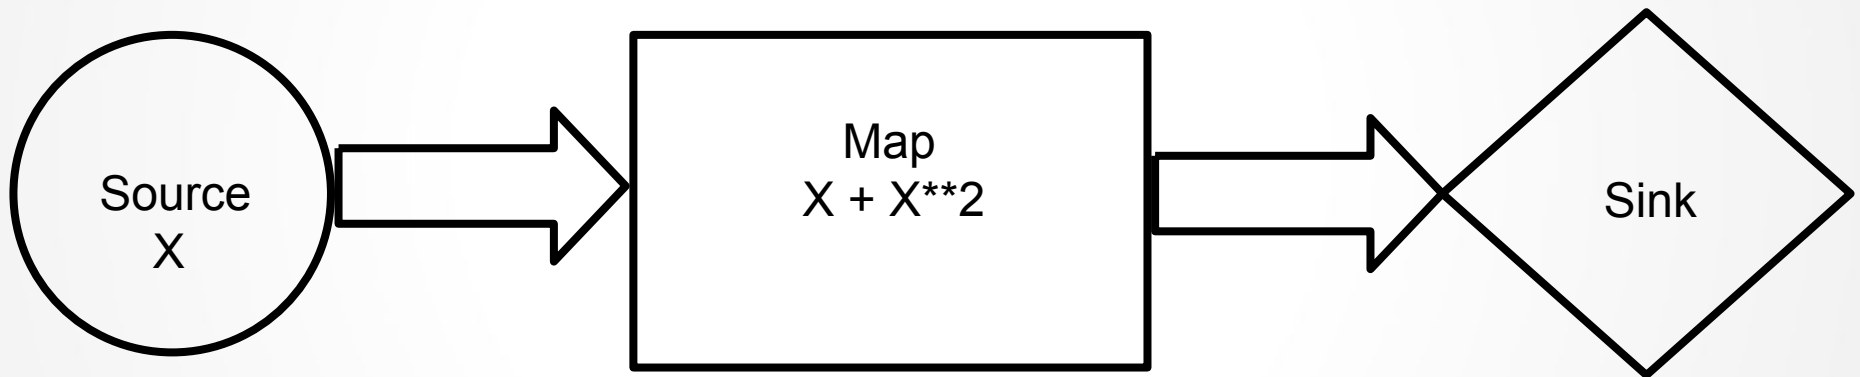 Source
X
Map
X + X**2
Sink